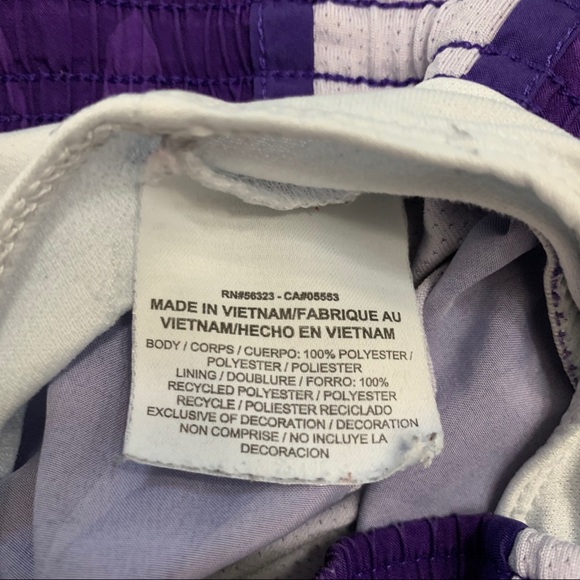 RN#56323 - CA#05553
MADE IN VIETNAM/FABRIQUE AU
VIETNAM/HECHO EN VIETNAM
BODY / CORPS / CUERPO: 100% POLYESTER /
POLYESTER / POLIESTER
LINING / DOUBLURE / FORRO: 100%
RECYCLED POLYESTER / POLYESTER
RECYCLE / POLIESTER RECICLADO
EXCLUSIVE OF DECORATION / DECORATION
NON COMPRISE / NO INCLUYE LA
DECORACION